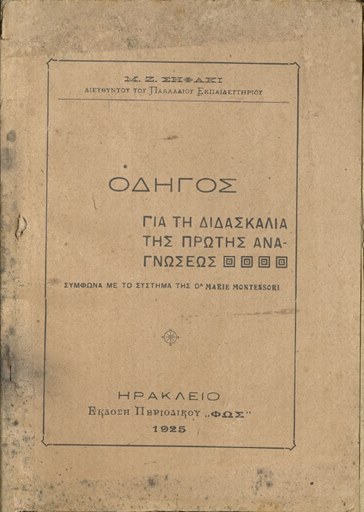 Μ. Ζ. ΣΗΦΑΚΙ
ΔΙΕΥΘΥΝΤΟΥ ΤΟΥ ΠΑΛΛΑΔΙΟΥ ΕΚΠΑΙΔΕΥΤΗΡΙΟΥ
ΟΔΗΓΟΣ
ΓΙΑ ΤΗ ΔΙΔΑΣΚΑΛΙΑ
ΤΗΣ ΠΡΩΤΗΣ ΑΝΑ-
ΓΝΩΣΕΩΣ
ΣΥΜΦΩΝΑ ΜΕ ΤΟ ΣΥΣΤΗΜΑ ΤΗΣ Dʳ MARIE MONTESSORI
ΗΡΑΚΛΕΙΟ
ΕΚΔΟΣΗ ΠΕΡΙΟΔΙΚΟΥ „ΦΩΣ"
1925